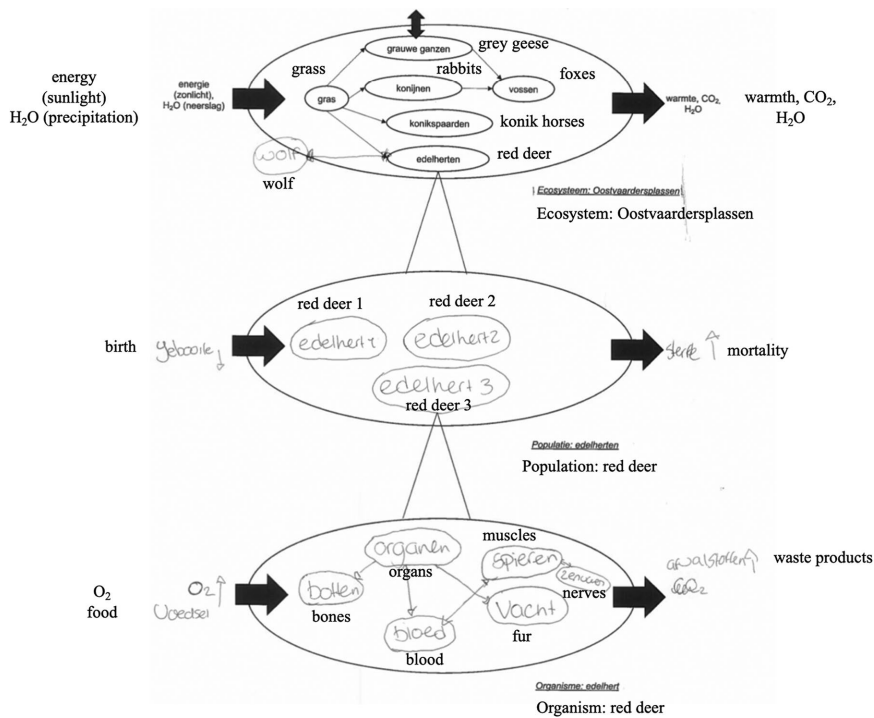 grauwe ganzen
grey geese
grass
rabbits
foxes
energy
(sunlight)
H₂O (precipitation)
energie
(zonlicht),
H₂O (neerslag)
gras
konijnen
vossen
warmte, CO₂,
H₂O
warmth, CO₂,
H₂O
konikspaarden
konik horses
wolf
edelherten
red deer
wolf
Ecosysteem: Oostvaardersplassen
Ecosystem: Oostvaardersplassen
red deer 1
red deer 2
birth
geboorte
edelhert 1
edelhert 2
sterfte
mortality
edelhert 3
red deer 3
Populatie: edelherten
Population: red deer
muscles
organen
spieren
organs
afvalstoffen
waste products
O₂
food
O₂
Voedsel
botten
zenuwen
nerves
CO₂
bones
vacht
bloed
fur
blood
Organisme: edelhert
Organism: red deer